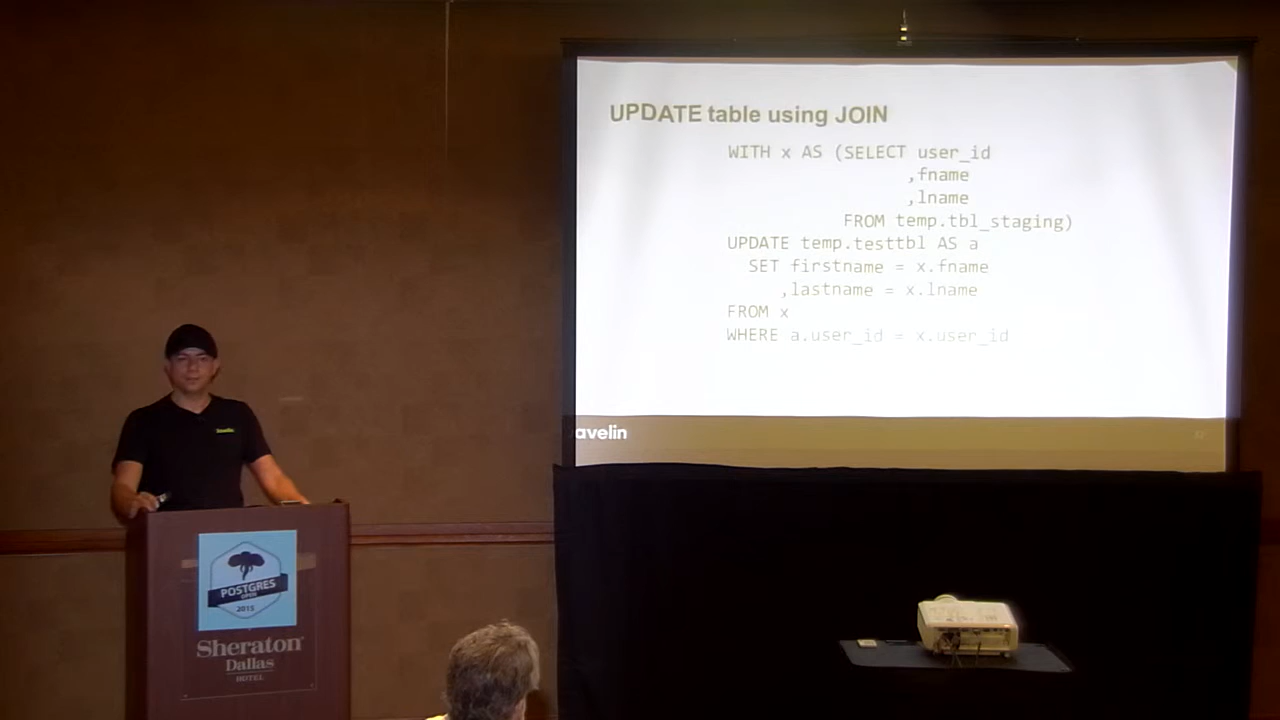 UPDATE table using JOIN
WITH x AS (SELECT user_id
,fname
,lname
FROM temp.tbl_staging)
UPDATE temp.testtbl AS a
SET firstname = x.fname
,lastname = x.lname
FROM x
WHERE a.user_id = x.user_id
avelin
POSTGRES
OPEN
2015
Sheraton
Dallas
HOTEL